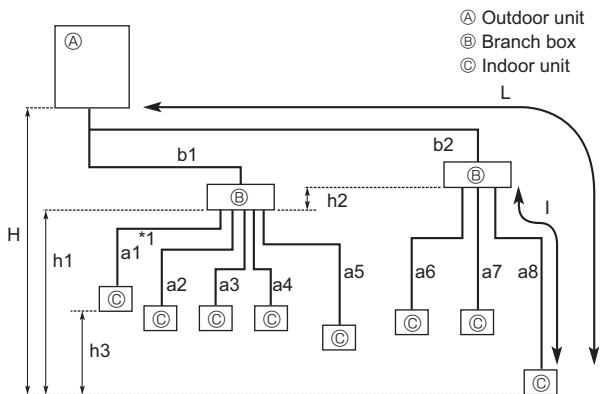 Ⓐ
Ⓐ Outdoor unit
Ⓑ Branch box
Ⓒ Indoor unit
L
b1
b2
Ⓑ
Ⓑ
h2
l
H
h1
*1
a1
a2
a3
a4
a5
a6
a7
a8
Ⓒ
Ⓒ
Ⓒ
Ⓒ
Ⓒ
Ⓒ
Ⓒ
h3
Ⓒ